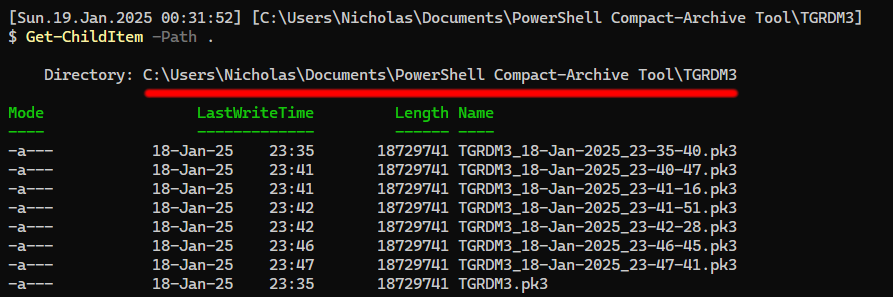 [Sun.19.Jan.2025 00:31:52] [C:\Users\Nicholas\Documents\PowerShell Compact-Archive Tool\TGRDM3]
$ Get-ChildItem -Path .
Directory: C:\Users\Nicholas\Documents\PowerShell Compact-Archive Tool\TGRDM3
Mode                 LastWriteTime         Length Name
----                 -------------         ------ ----
-a---          18-Jan-25    23:35       18729741 TGRDM3_18-Jan-2025_23-35-40.pk3
-a---          18-Jan-25    23:41       18729741 TGRDM3_18-Jan-2025_23-40-47.pk3
-a---          18-Jan-25    23:41       18729741 TGRDM3_18-Jan-2025_23-41-16.pk3
-a---          18-Jan-25    23:42       18729741 TGRDM3_18-Jan-2025_23-41-51.pk3
-a---          18-Jan-25    23:42       18729741 TGRDM3_18-Jan-2025_23-42-28.pk3
-a---          18-Jan-25    23:46       18729741 TGRDM3_18-Jan-2025_23-46-45.pk3
-a---          18-Jan-25    23:47       18729741 TGRDM3_18-Jan-2025_23-47-41.pk3
-a---          18-Jan-25    23:35       18729741 TGRDM3.pk3